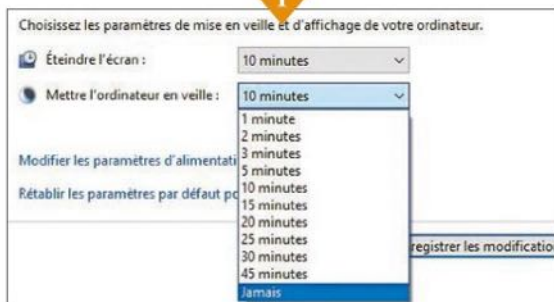 Choisissez les paramètres de mise en veille et d'affichage de votre ordinateur.
Éteindre l'écran : 10 minutes
Mettre l'ordinateur en veille : 10 minutes
1 minute
2 minutes
3 minutes
5 minutes
10 minutes
15 minutes
20 minutes
25 minutes
30 minutes
45 minutes
Jamais
Modifier les paramètres d'alimentati
Rétablir les paramètres par défaut po
registrer les modification